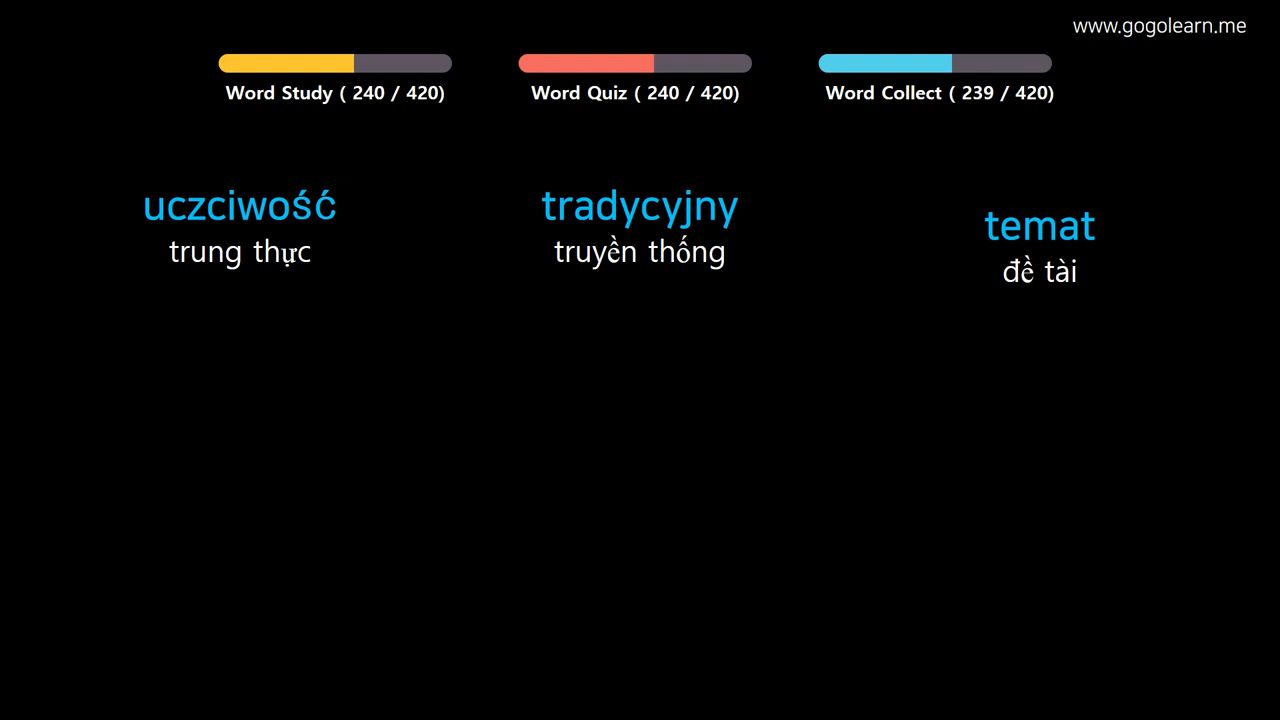 www.gogolearn.me
Word Study ( 240 / 420)
Word Quiz ( 240 / 420)
Word Collect ( 239 / 420)
uczciwość
trung thực
tradycyjny
truyền thống
temat
đề tài